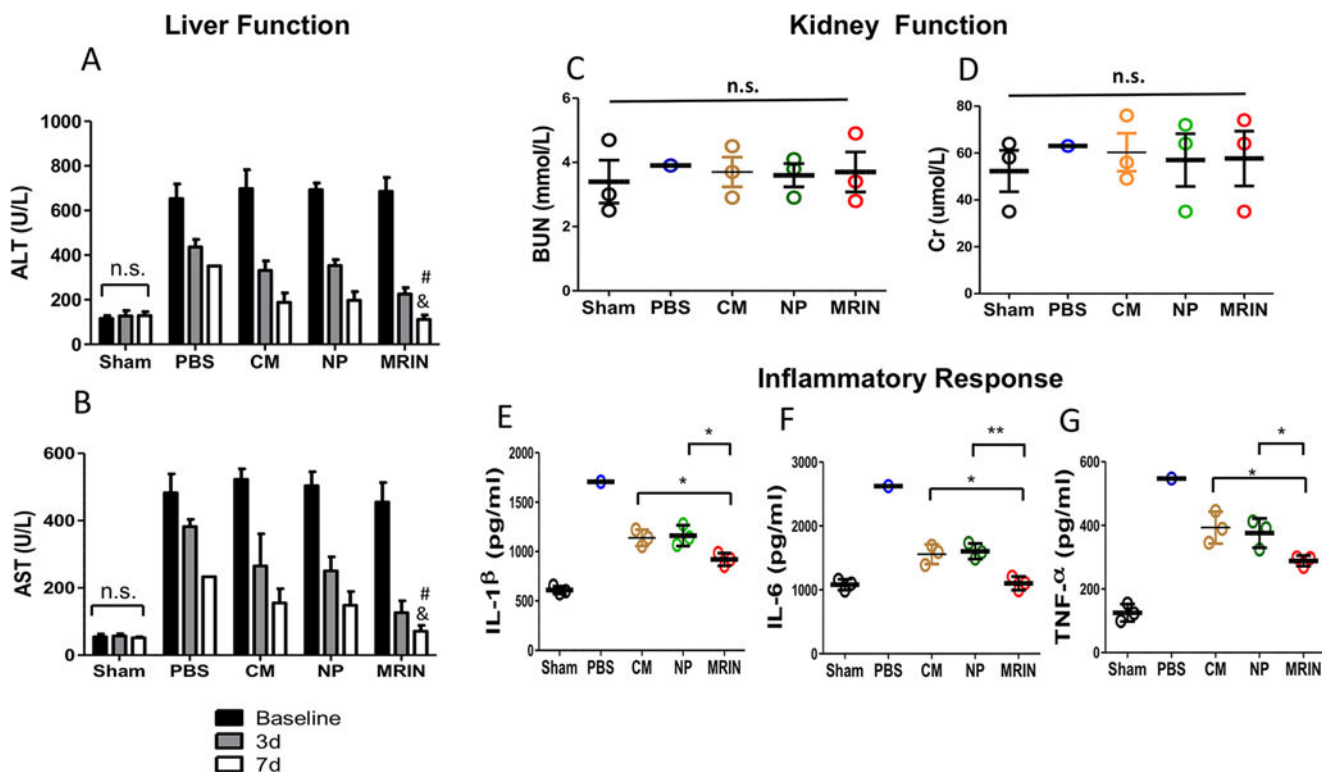 Liver Function
Kidney Function
A
ALT (U/L)
1000
800
600
400
200
0
n.s.
#
&
Sham PBS CM NP MRIN
B
AST (U/L)
600
400
200
0
n.s.
#
&
Sham PBS CM NP MRIN
Baseline
3d
7d
C
n.s.
BUN (mmol/L)
6
4
2
0
Sham PBS CM NP MRIN
D
n.s.
Cr (umol/L)
80
60
40
20
0
Sham PBS CM NP MRIN
Inflammatory Response
E
*
*
IL-1β (pg/ml)
2000
1500
1000
500
0
Sham PBS CM NP MRIN
F
**
*
IL-6 (pg/ml)
3000
2000
1000
0
Sham PBS CM NP MRIN
G
*
*
TNF-α (pg/ml)
600
400
200
0
Sham PBS CM NP MRIN